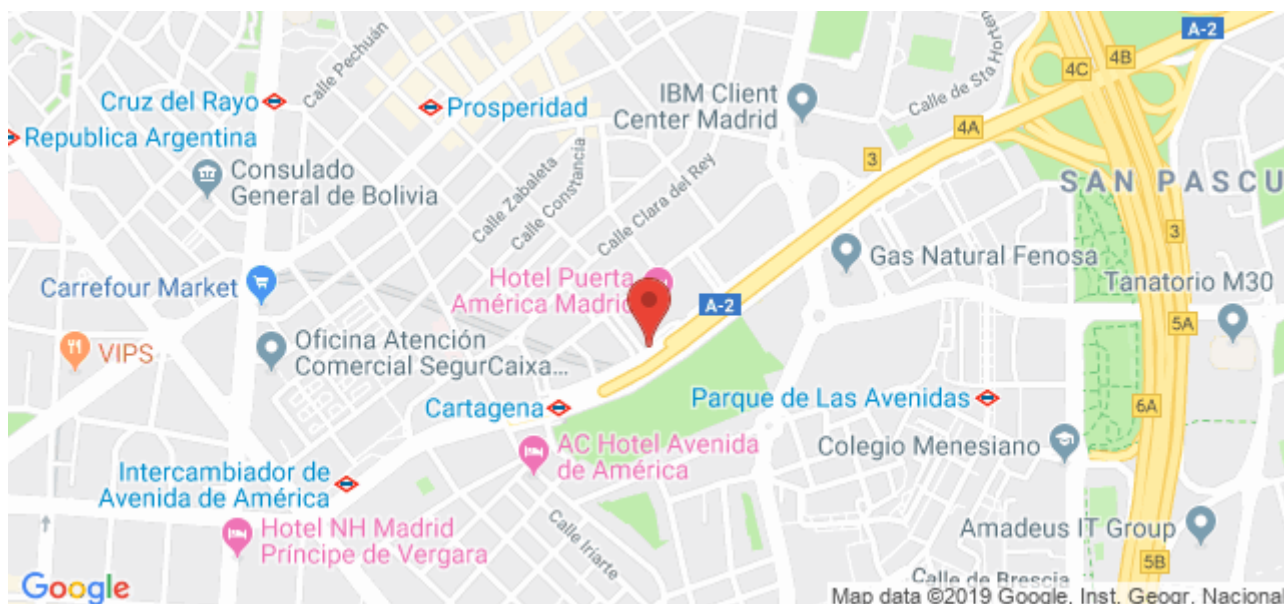 A-2
4B
4C
Calle Pechuán
Calle de Sta Horten
Cruz del Rayo
Prosperidad
IBM Client
Center Madrid
4A
Republica Argentina
3
Consulado
General de Bolivia
Calle Zabaleta
Calle Constancia
Calle Clara del Rey
SAN PASCU
3
Gas Natural Fenosa
Hotel Puerta
América Madrid
A-2
Tanatorio M30
Carrefour Market
5A
Oficina Atención
Comercial SegurCaixa...
VIPS
Cartagena
Parque de Las Avenidas
6A
AC Hotel Avenida
de América
Colegio Menesiano
Intercambiador de
Avenida de América
Hotel NH Madrid
Príncipe de Vergara
Calle Iriarte
Amadeus IT Group
5B
Calle de Brescia
Google
Map data ©2019 Google, Inst. Geogr. Naciona